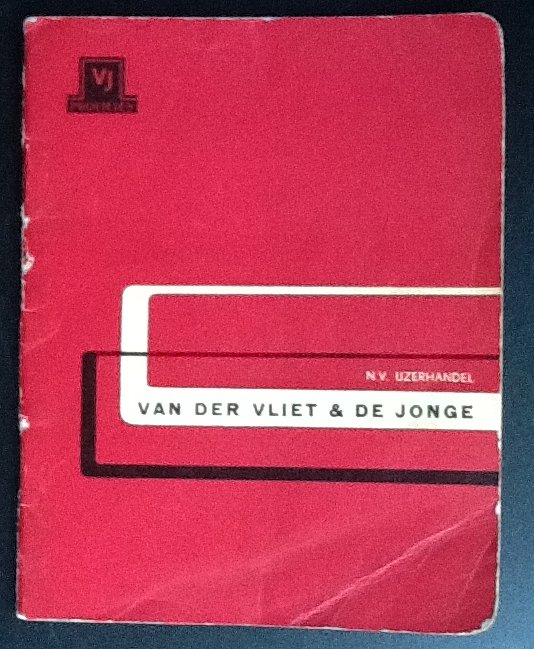 VJ
N.V. IJZERHANDEL
VAN DER VLIET & DE JONGE